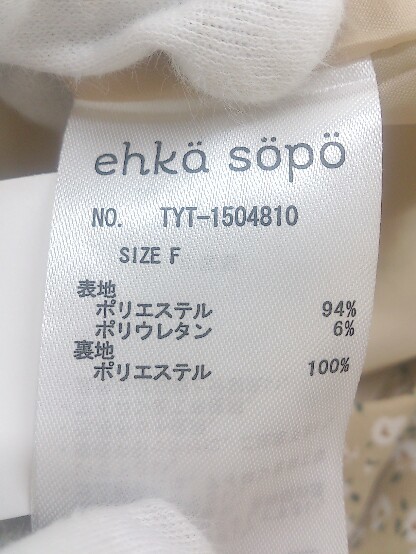 ehkä söpö
NO. TYT-1504810
SIZE F
表地
ポリエステル 94%
ポリウレタン 6%
裏地
ポリエステル 100%